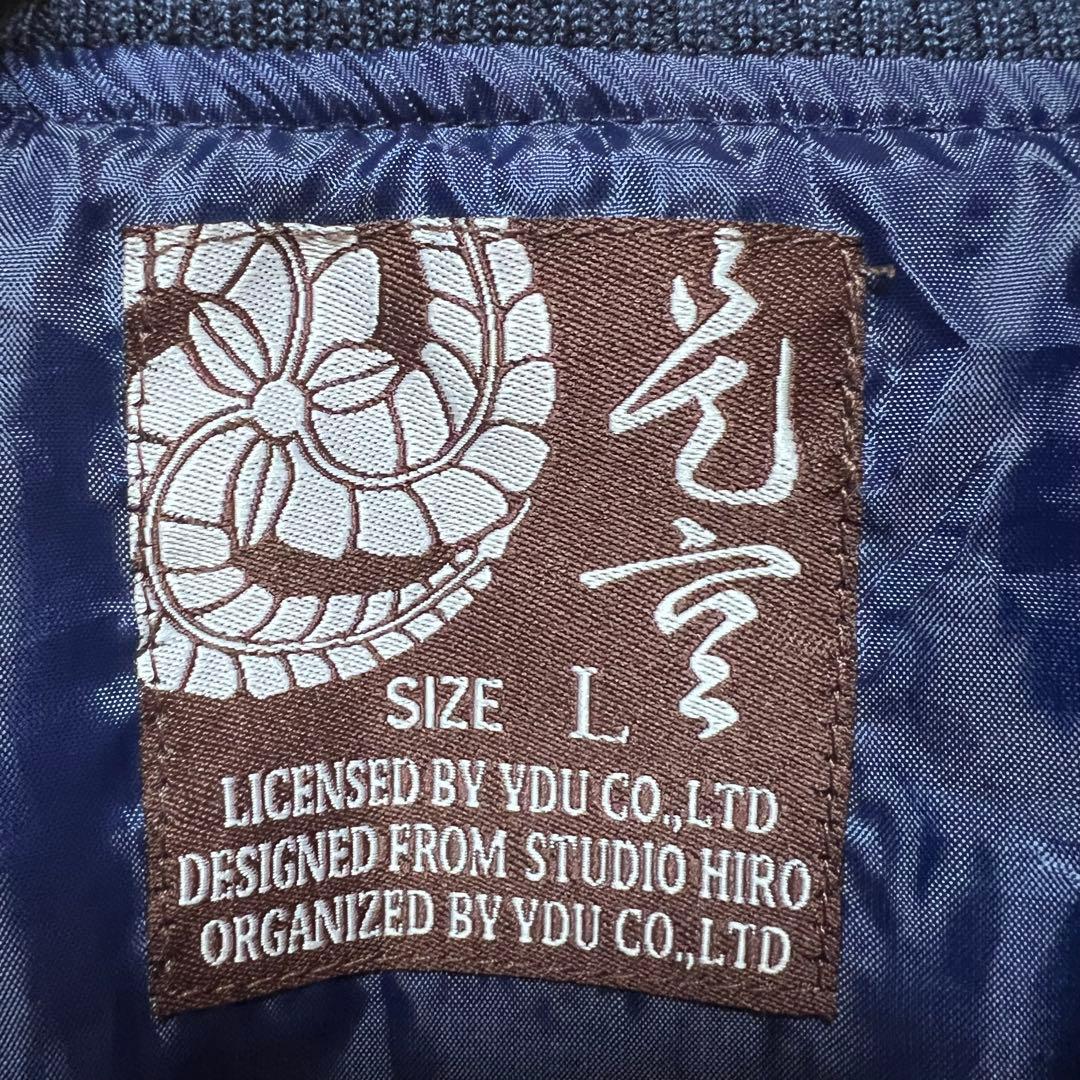 SIZE L
LICENSED BY YDU CO.,LTD
DESIGNED FROM STUDIO HIRO
ORGANIZED BY YDU CO.,LTD